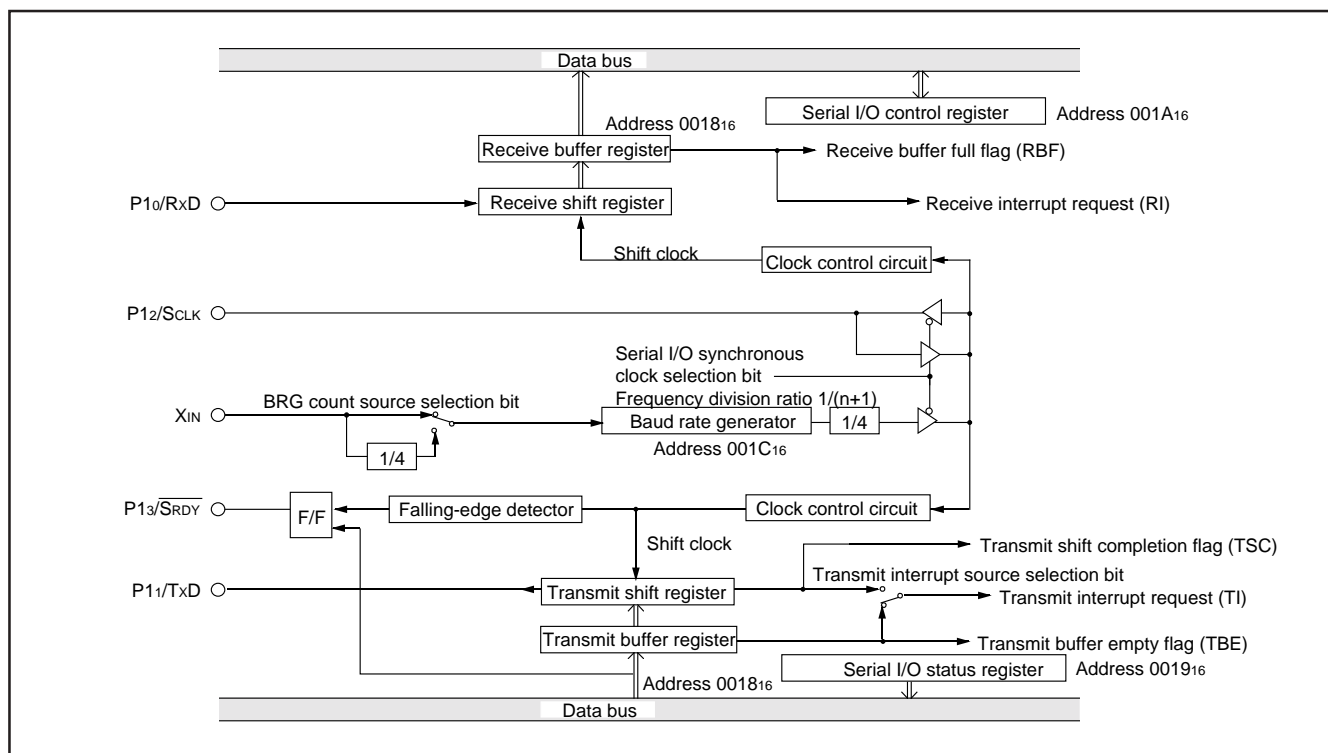 Data bus
Serial I/O control register
Address 001A16
Address 001816
Receive buffer register
Receive buffer full flag (RBF)
P10/RXD
Receive shift register
Receive interrupt request (RI)
Shift clock
Clock control circuit
P12/SCLK
Serial I/O synchronous
clock selection bit
BRG count source selection bit
Frequency division ratio 1/(n+1)
XIN
Baud rate generator
1/4
1/4
Address 001C16
P13/SRDY
F/F
Falling-edge detector
Clock control circuit
Shift clock
Transmit shift completion flag (TSC)
Transmit interrupt source selection bit
P11/TXD
Transmit shift register
Transmit interrupt request (TI)
Transmit buffer register
Transmit buffer empty flag (TBE)
Serial I/O status register
Address 001916
Address 001816
Data bus